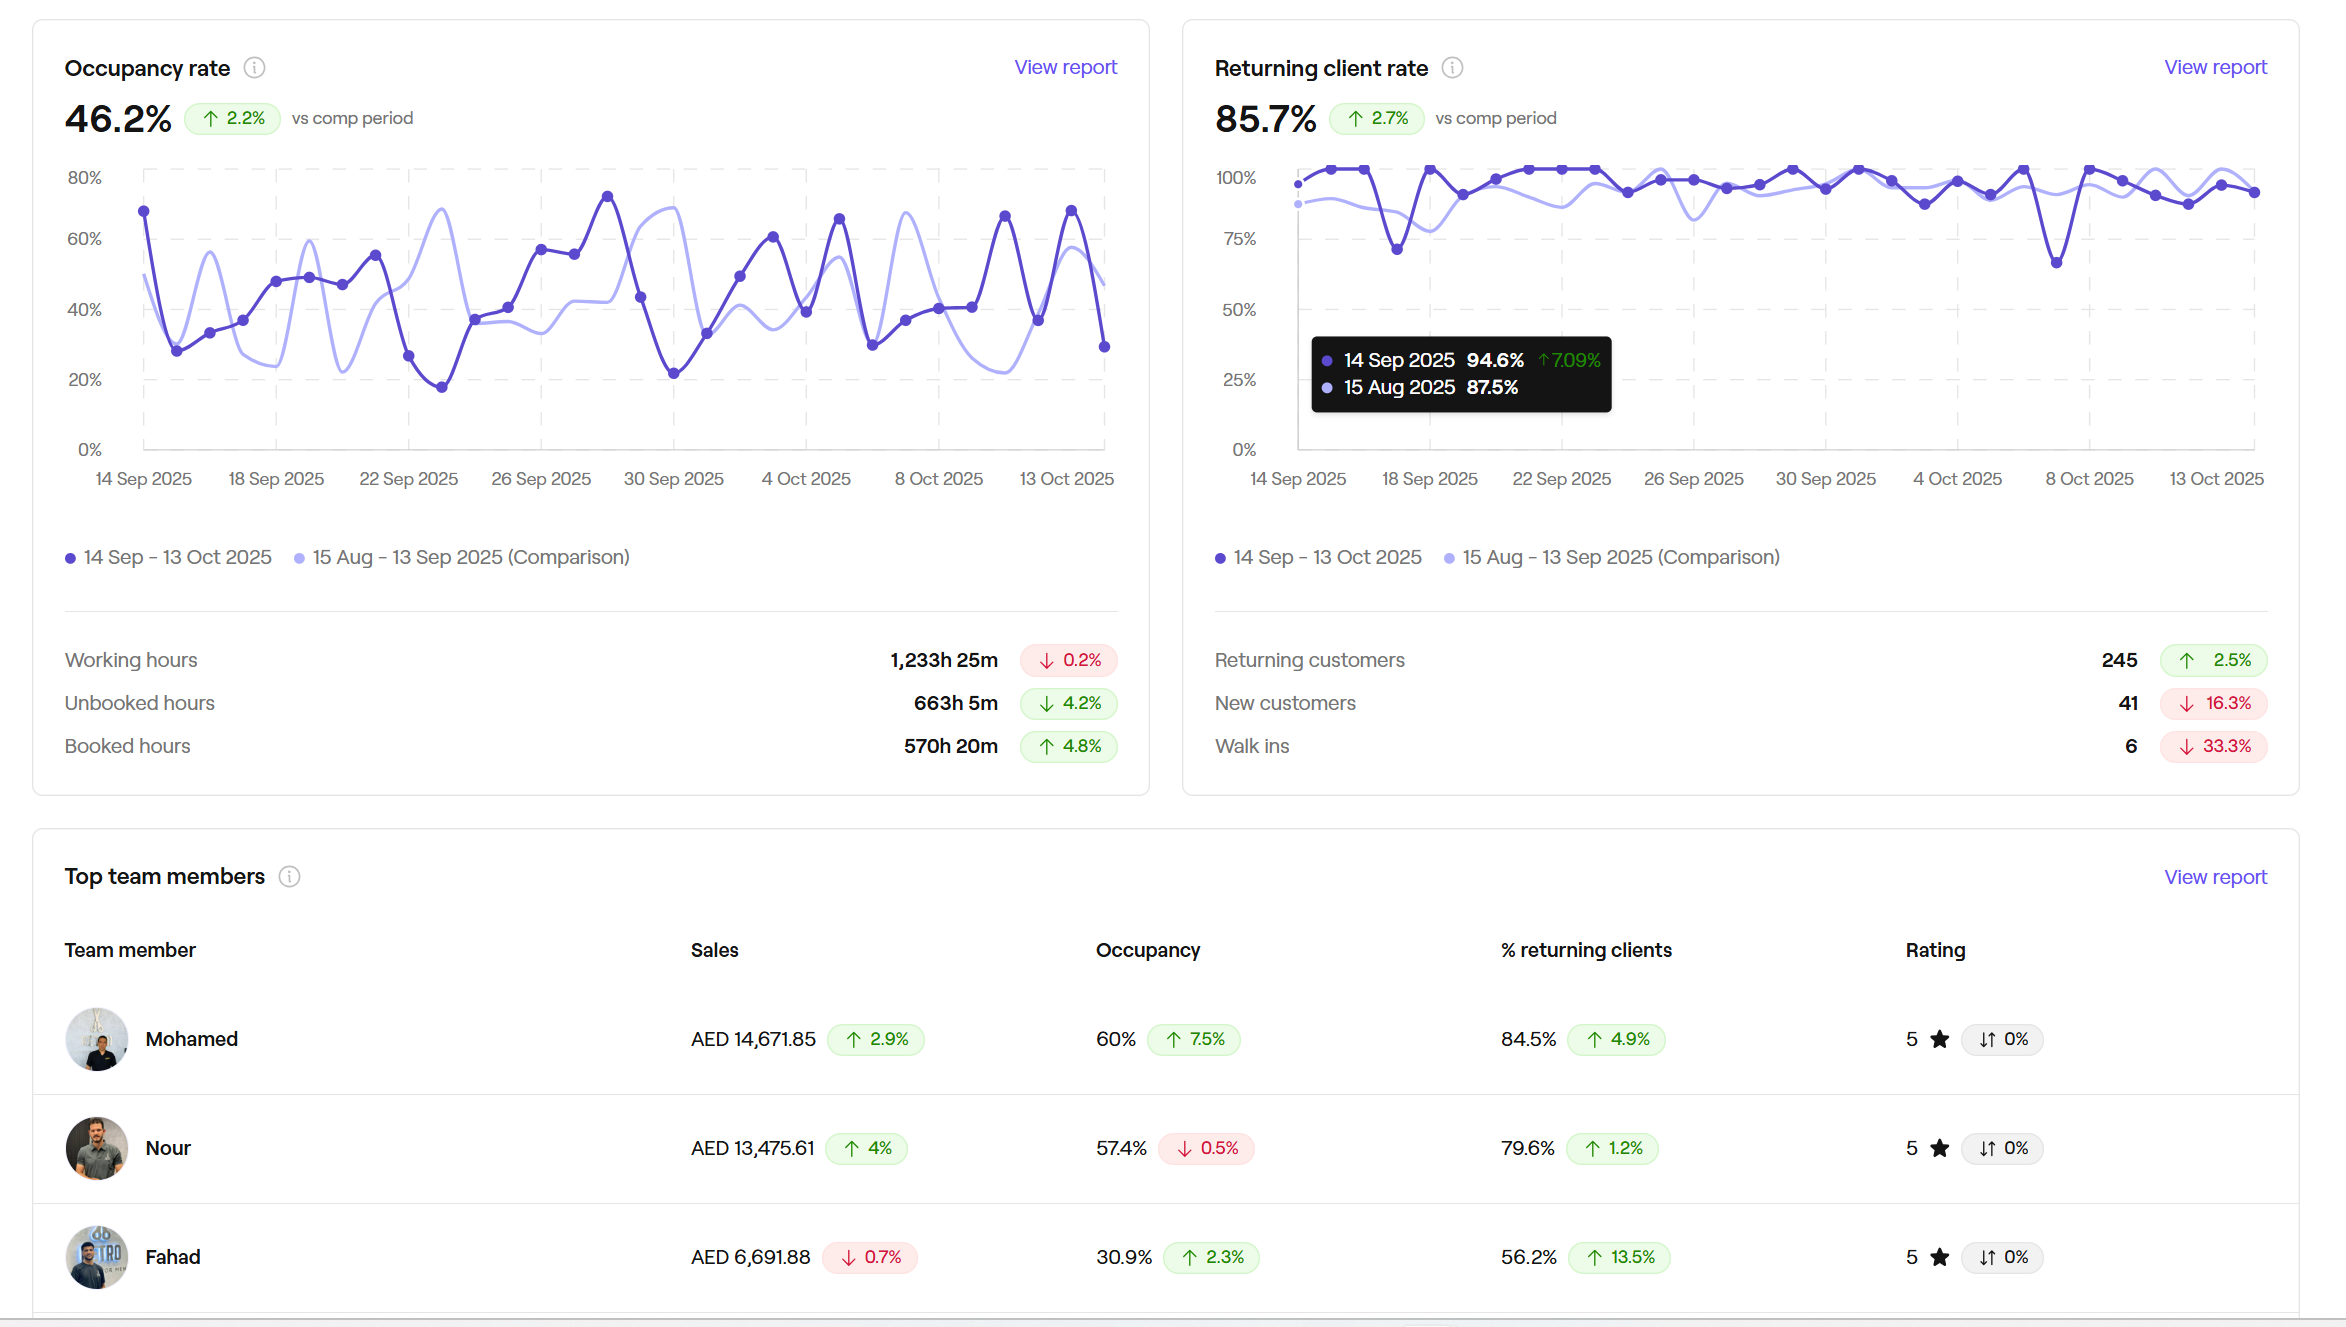 Occupancy rate
View report
46.2% ↑ 2.2% vs comp period
80%
60%
40%
20%
0%
14 Sep 2025 18 Sep 2025 22 Sep 2025 26 Sep 2025 30 Sep 2025 4 Oct 2025 8 Oct 2025 13 Oct 2025
14 Sep - 13 Oct 2025 15 Aug - 13 Sep 2025 (Comparison)
Working hours 1,233h 25m ↓ 0.2%
Unbooked hours 663h 5m ↓ 4.2%
Booked hours 570h 20m ↑ 4.8%
Returning client rate
View report
85.7% ↑ 2.7% vs comp period
100%
75%
50%
25%
0%
14 Sep 2025 94.6% ↑7.09%
15 Aug 2025 87.5%
14 Sep 2025 18 Sep 2025 22 Sep 2025 26 Sep 2025 30 Sep 2025 4 Oct 2025 8 Oct 2025 13 Oct 2025
14 Sep - 13 Oct 2025 15 Aug - 13 Sep 2025 (Comparison)
Returning customers 245 ↑ 2.5%
New customers 41 ↓ 16.3%
Walk ins 6 ↓ 33.3%
Top team members
View report
Team member Sales Occupancy % returning clients Rating
Mohamed AED 14,671.85 ↑ 2.9% 60% ↑ 7.5% 84.5% ↑ 4.9% 5 ★ ↓↑ 0%
Nour AED 13,475.61 ↑ 4% 57.4% ↓ 0.5% 79.6% ↑ 1.2% 5 ★ ↓↑ 0%
Fahad AED 6,691.88 ↓ 0.7% 30.9% ↑ 2.3% 56.2% ↑ 13.5% 5 ★ ↓↑ 0%